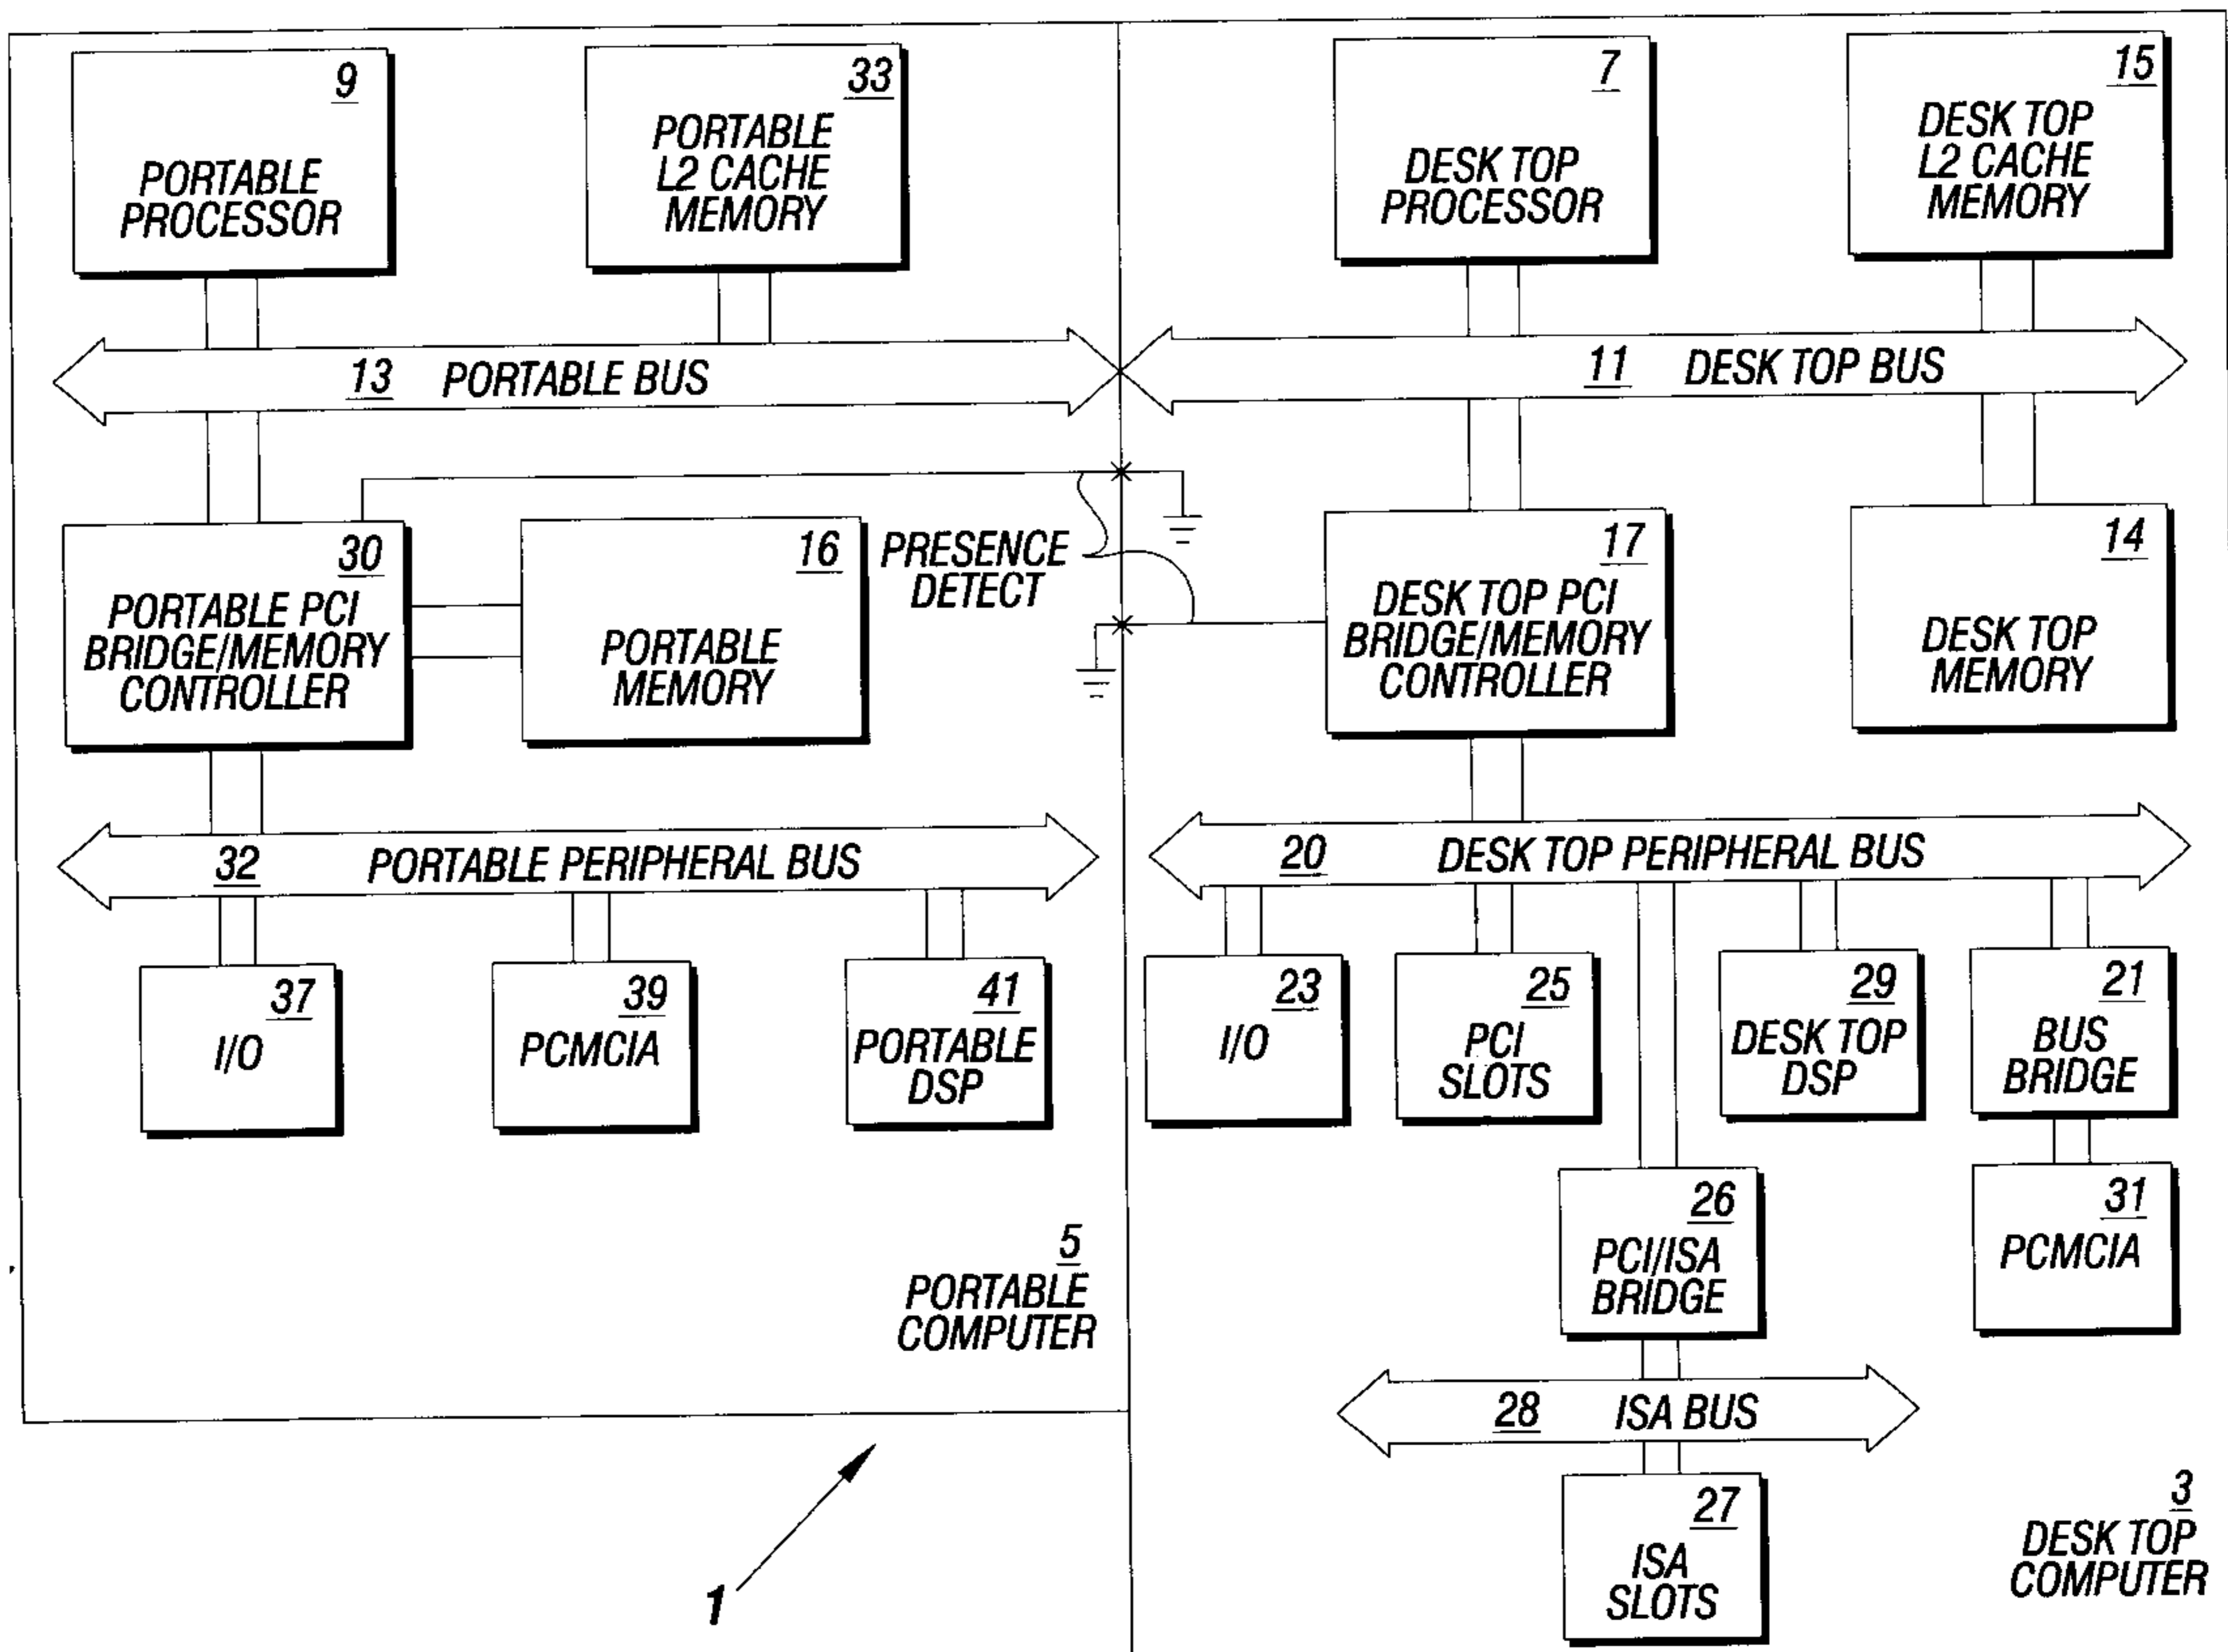 9
PORTABLE
PROCESSOR
33
PORTABLE
L2 CACHE
MEMORY
7
DESK TOP
PROCESSOR
15
DESK TOP
L2 CACHE
MEMORY
13 PORTABLE BUS
11 DESK TOP BUS
30
PORTABLE PCI
BRIDGE/MEMORY
CONTROLLER
16
PORTABLE
MEMORY
PRESENCE
DETECT
17
DESK TOP PCI
BRIDGE/MEMORY
CONTROLLER
14
DESK TOP
MEMORY
32 PORTABLE PERIPHERAL BUS
20 DESK TOP PERIPHERAL BUS
37
I/O
39
PCMCIA
41
PORTABLE
DSP
23
I/O
25
PCI
SLOTS
29
DESK TOP
DSP
21
BUS
BRIDGE
26
PCI/ISA
BRIDGE
31
PCMCIA
5
PORTABLE
COMPUTER
28 ISA BUS
27
ISA
SLOTS
3
DESK TOP
COMPUTER
1